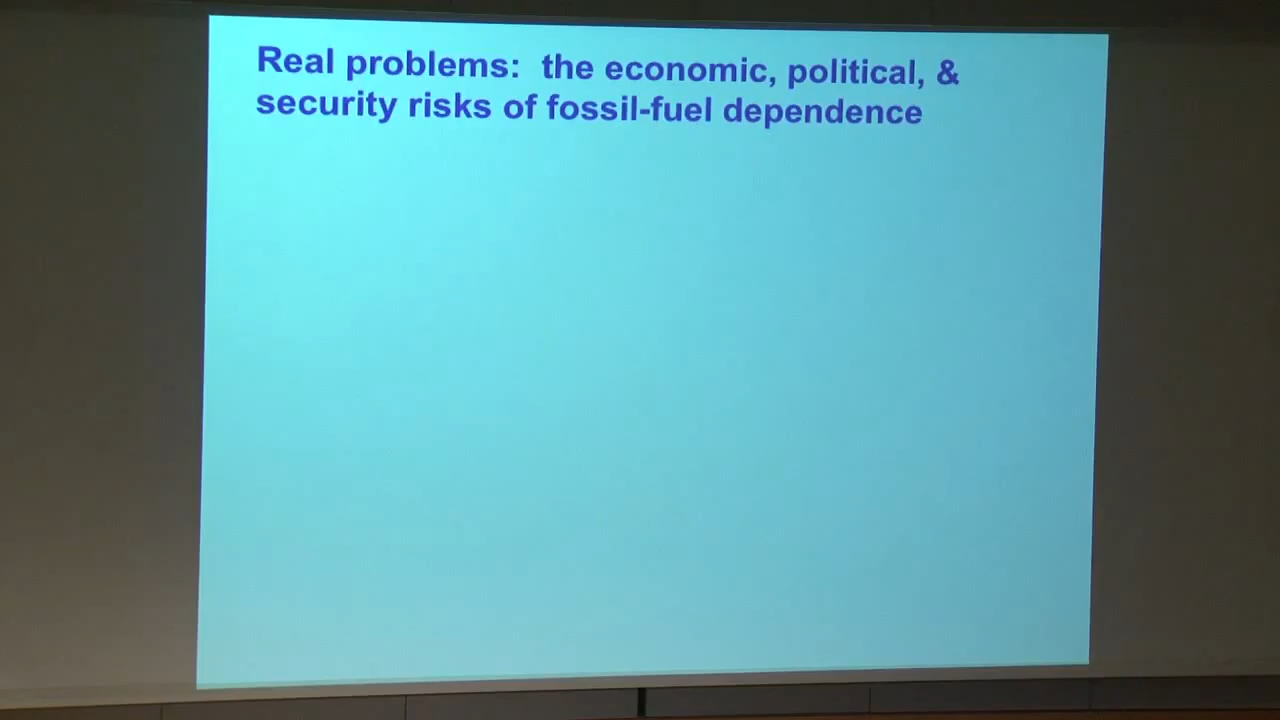 Real problems: the economic, political, &
security risks of fossil-fuel dependence